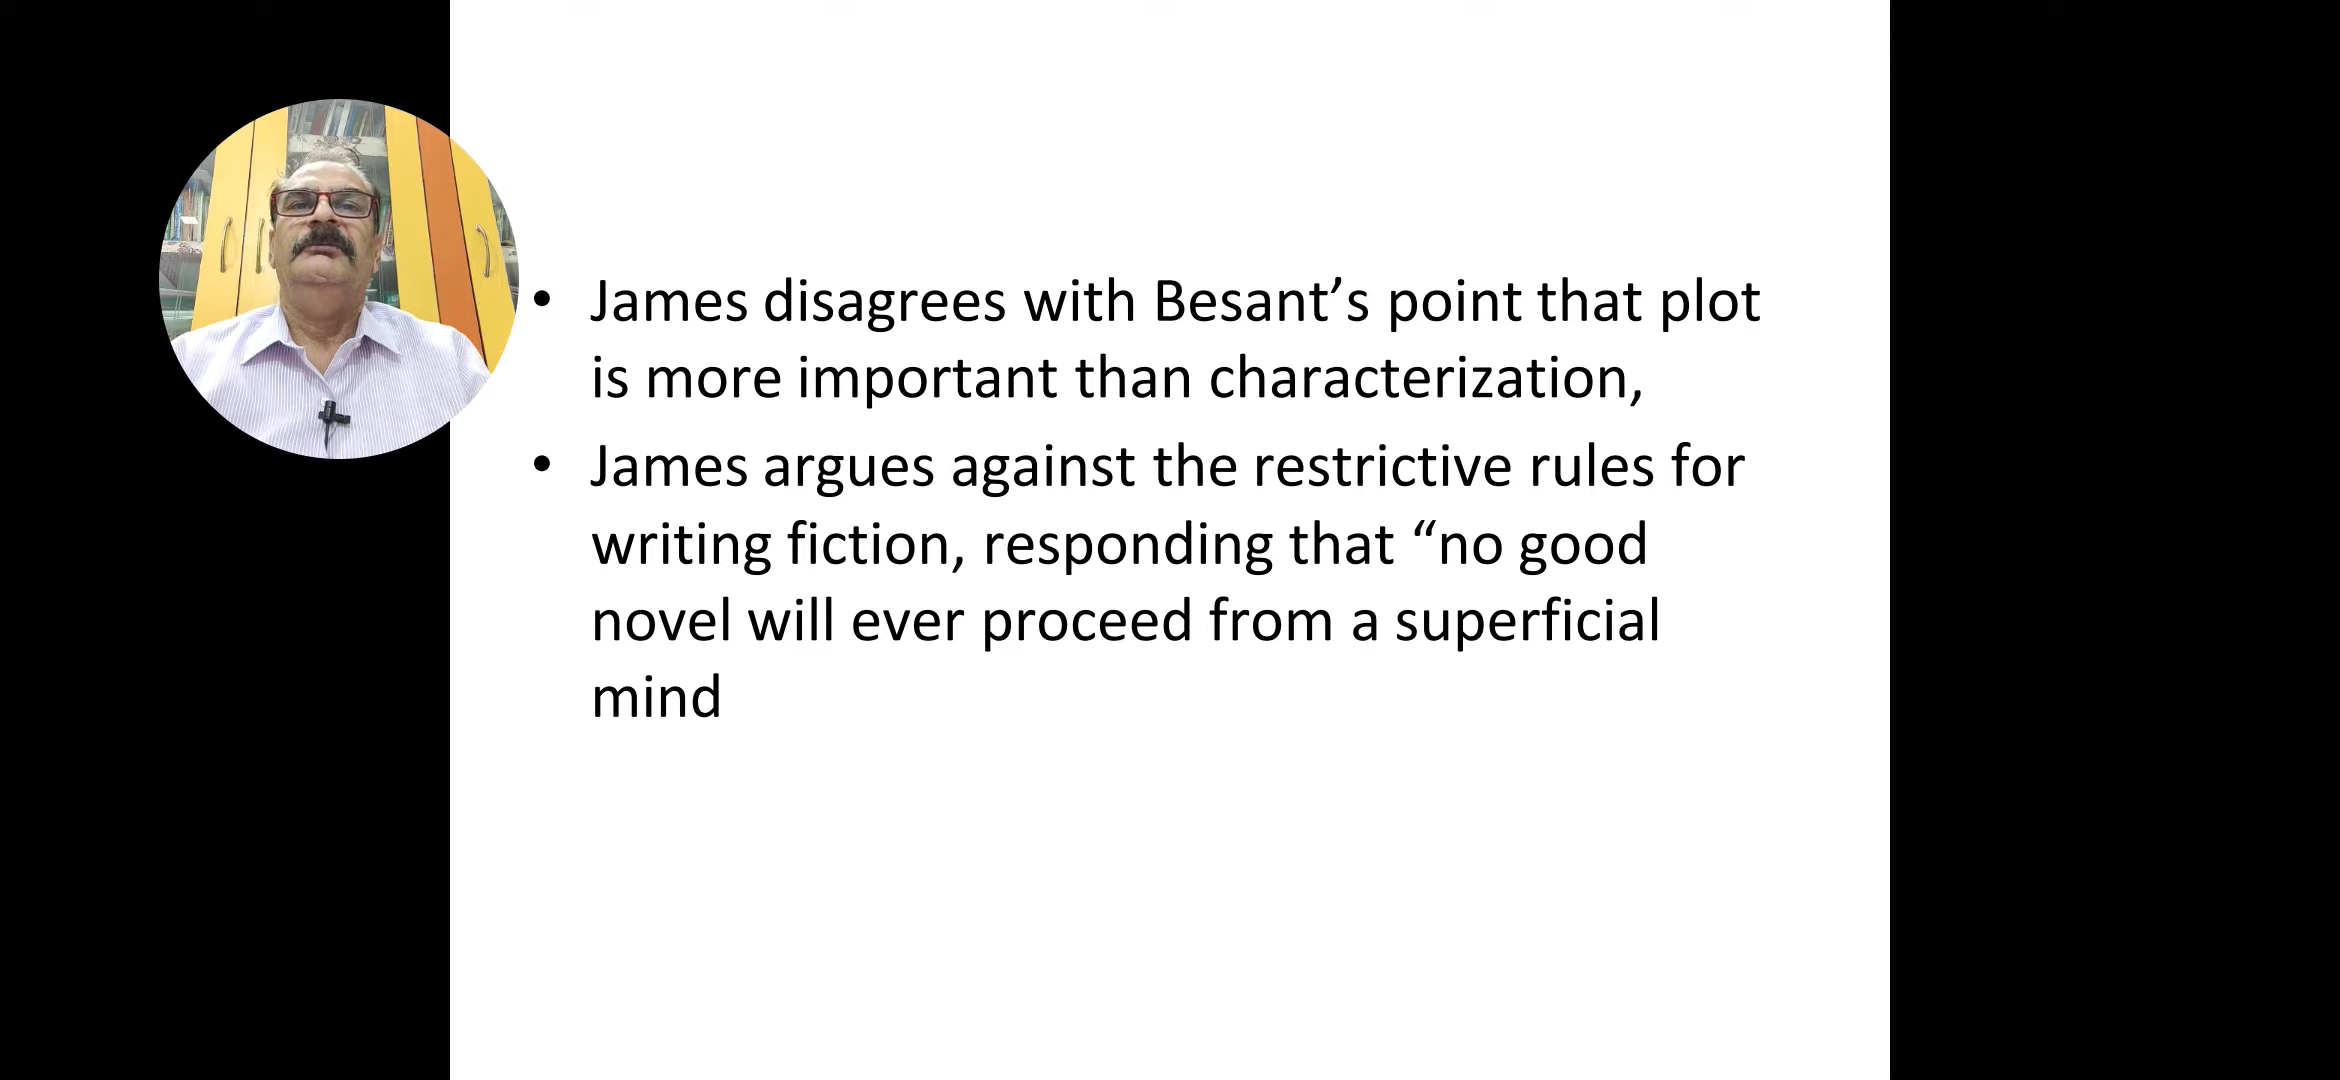 • James disagrees with Besant’s point that plot
is more important than characterization,
• James argues against the restrictive rules for
writing fiction, responding that “no good
novel will ever proceed from a superficial
mind